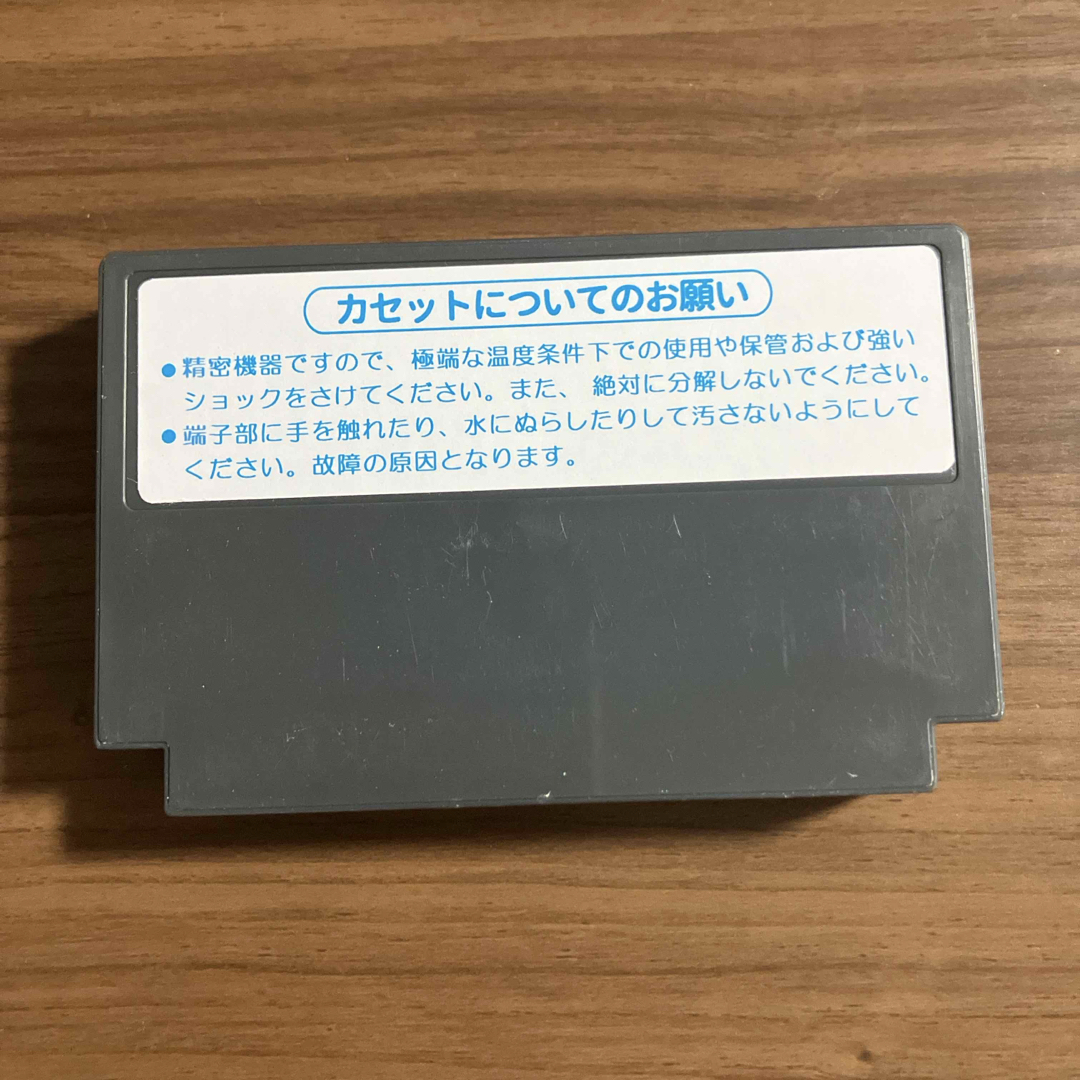 カセットについてのお願い
●精密機器ですので、極端な温度条件下での使用や保管および強い
ショックをさけてください。また、 絶対に分解しないでください。
●端子部に手を触れたり、水にぬらしたりして汚さないようにして
ください。故障の原因となります。